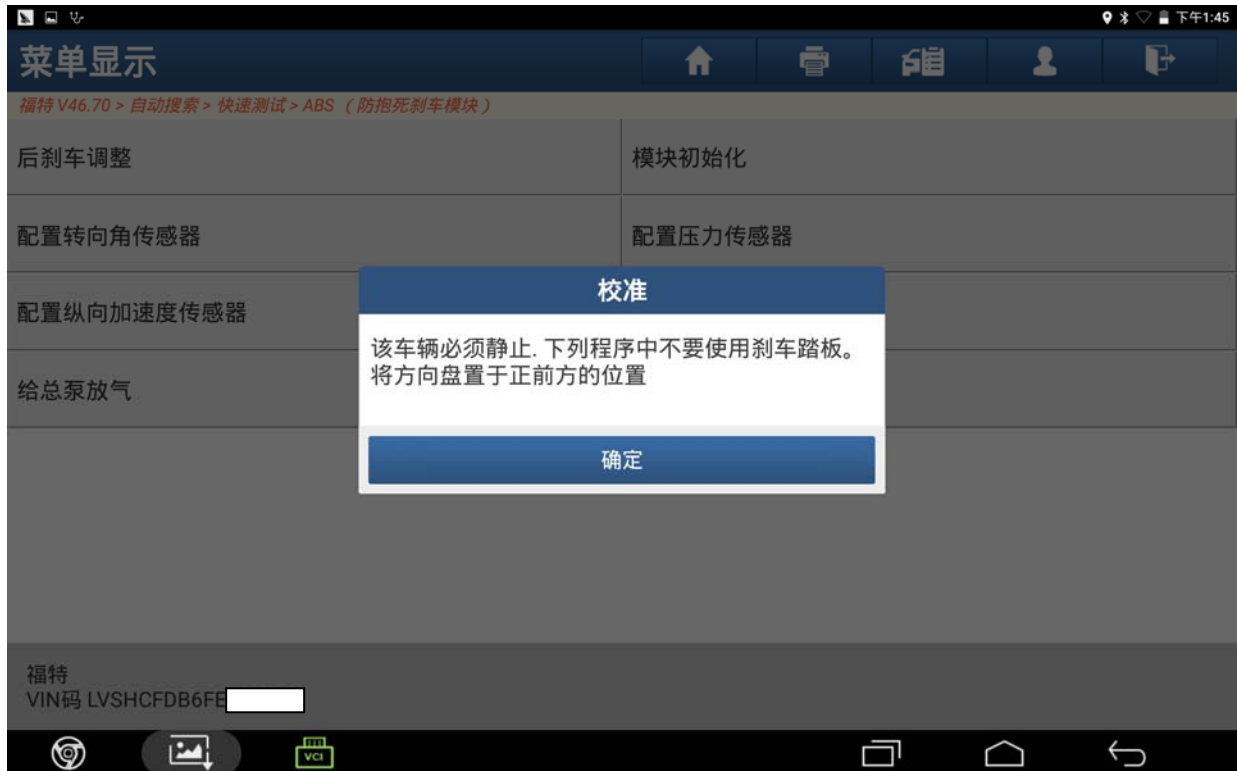 下午1:45
菜单显示
福特 V46.70 > 自动搜索 > 快速测试 > ABS （防抱死刹车模块）
后刹车调整
模块初始化
配置转向角传感器
配置压力传感器
校准
配置纵向加速度传感器
该车辆必须静止. 下列程序中不要使用刹车踏板。
将方向盘置于正前方的位置
给总泵放气
确定
福特
VIN码 LVSHCFDB6FE
VCI